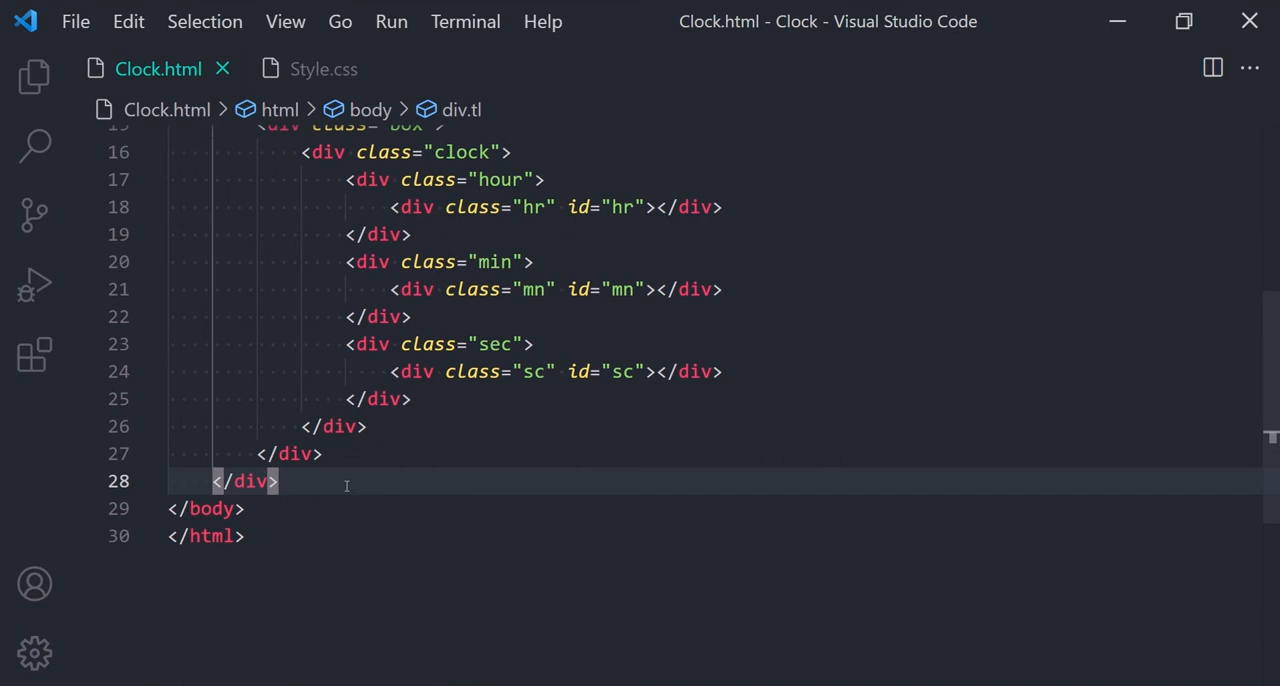 File Edit Selection View Go Run Terminal Help Clock.html - Clock - Visual Studio Code
Clock.html Style.css
Clock.html > html > body > div.tl
15 <div class="box">
16 <div class="clock">
17 <div class="hour">
18 <div class="hr" id="hr"></div>
19 </div>
20 <div class="min">
21 <div class="mn" id="mn"></div>
22 </div>
23 <div class="sec">
24 <div class="sc" id="sc"></div>
25 </div>
26 </div>
27 </div>
28 </div>
29 </body>
30 </html>